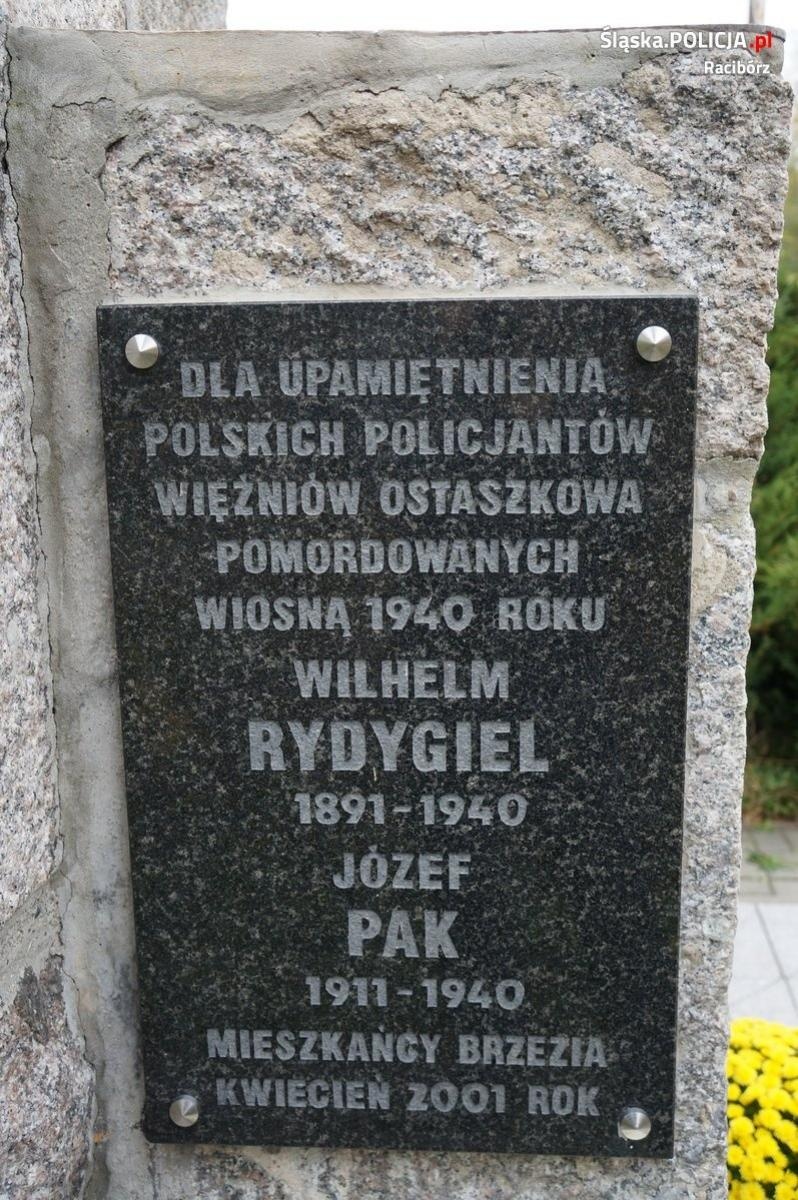 Śląska.POLICJA.pl
Racibórz
DLA UPAMIĘTNIENIA
POLSKICH POLICJANTÓW
WIĘŹNIÓW OSTASZKOWA
POMORDOWANYCH
WIOSNĄ 1940 ROKU
WILHELM
RYDYGIEL
1891-1940
JÓZEF
PAK
1911-1940
MIESZKAŃCY BRZEZIA
KWIECIEŃ 2001 ROK